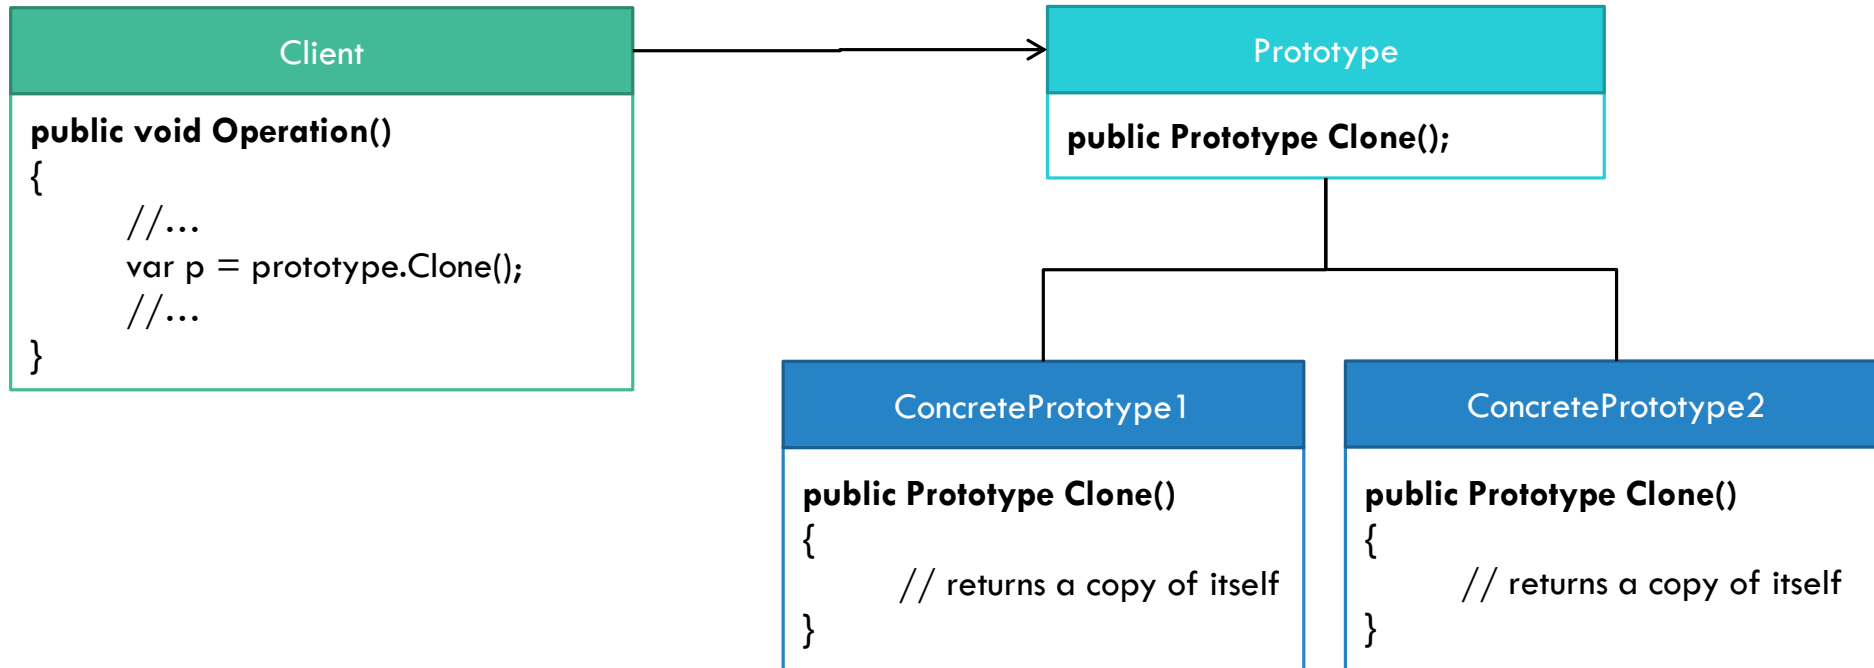 Client
public void Operation()
{
//...
var p = prototype.Clone();
//...
}
Prototype
public Prototype Clone();
ConcretePrototype1
public Prototype Clone()
{
// returns a copy of itself
}
ConcretePrototype2
public Prototype Clone()
{
// returns a copy of itself
}